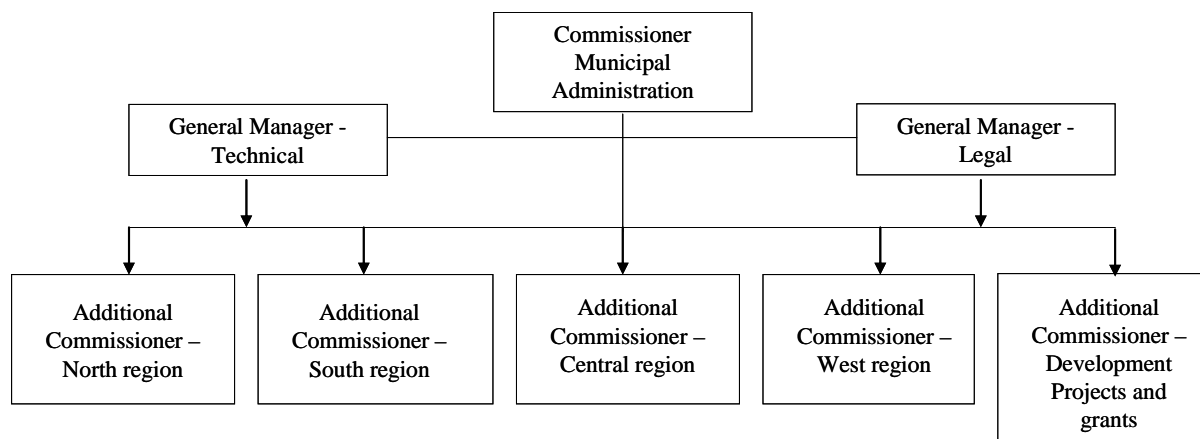 Commissioner
Municipal
Administration
General Manager -
Technical
General Manager -
Legal
Additional
Commissioner –
North region
Additional
Commissioner –
South region
Additional
Commissioner –
Central region
Additional
Commissioner –
West region
Additional
Commissioner –
Development
Projects and
grants